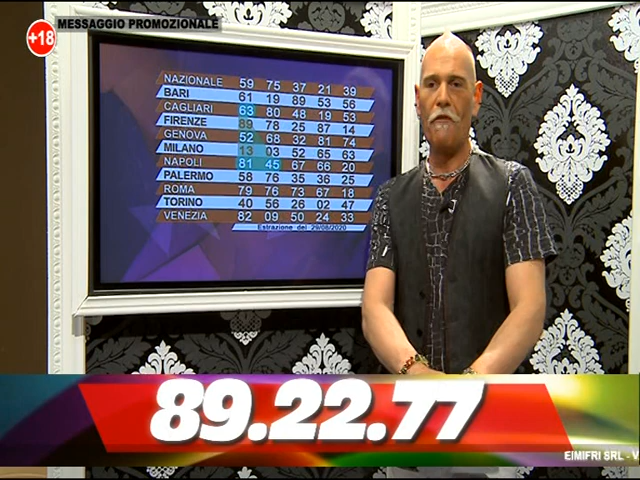 +18
MESSAGGIO PROMOZIONALE
NAZIONALE 59 75 37 21 39
BARI 61 19 89 53 56
CAGLIARI 63 80 48 19 53
FIRENZE 89 78 25 87 14
GENOVA 52 68 32 81 74
MILANO 13 03 52 65 63
NAPOLI 81 45 67 66 20
PALERMO 58 76 35 36 25
ROMA 79 76 73 67 18
TORINO 40 56 26 02 47
VENEZIA 82 09 50 24 33
Estrazione del 29/08/2020
89.22.77
EIMIFRI SRL - V